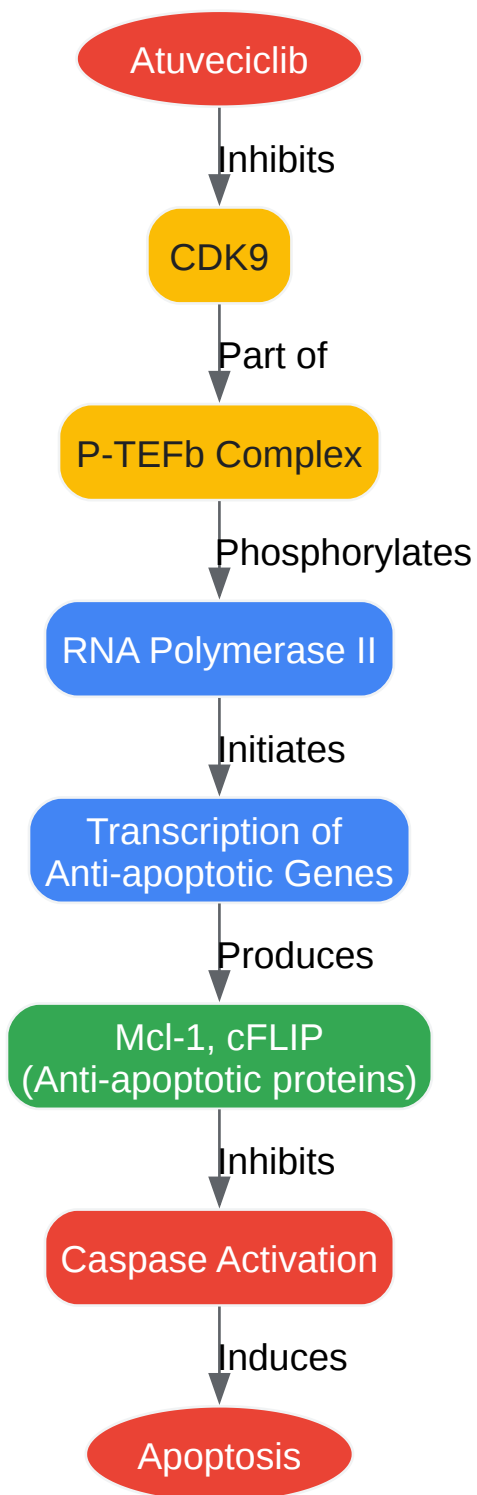 Atuveciclib
Inhibits
CDK9
Part of
P-TEFb Complex
Phosphorylates
RNA Polymerase II
Initiates
Transcription of
Anti-apoptotic Genes
Produces
Mcl-1, cFLIP
(Anti-apoptotic proteins)
Inhibits
Caspase Activation
Induces
Apoptosis